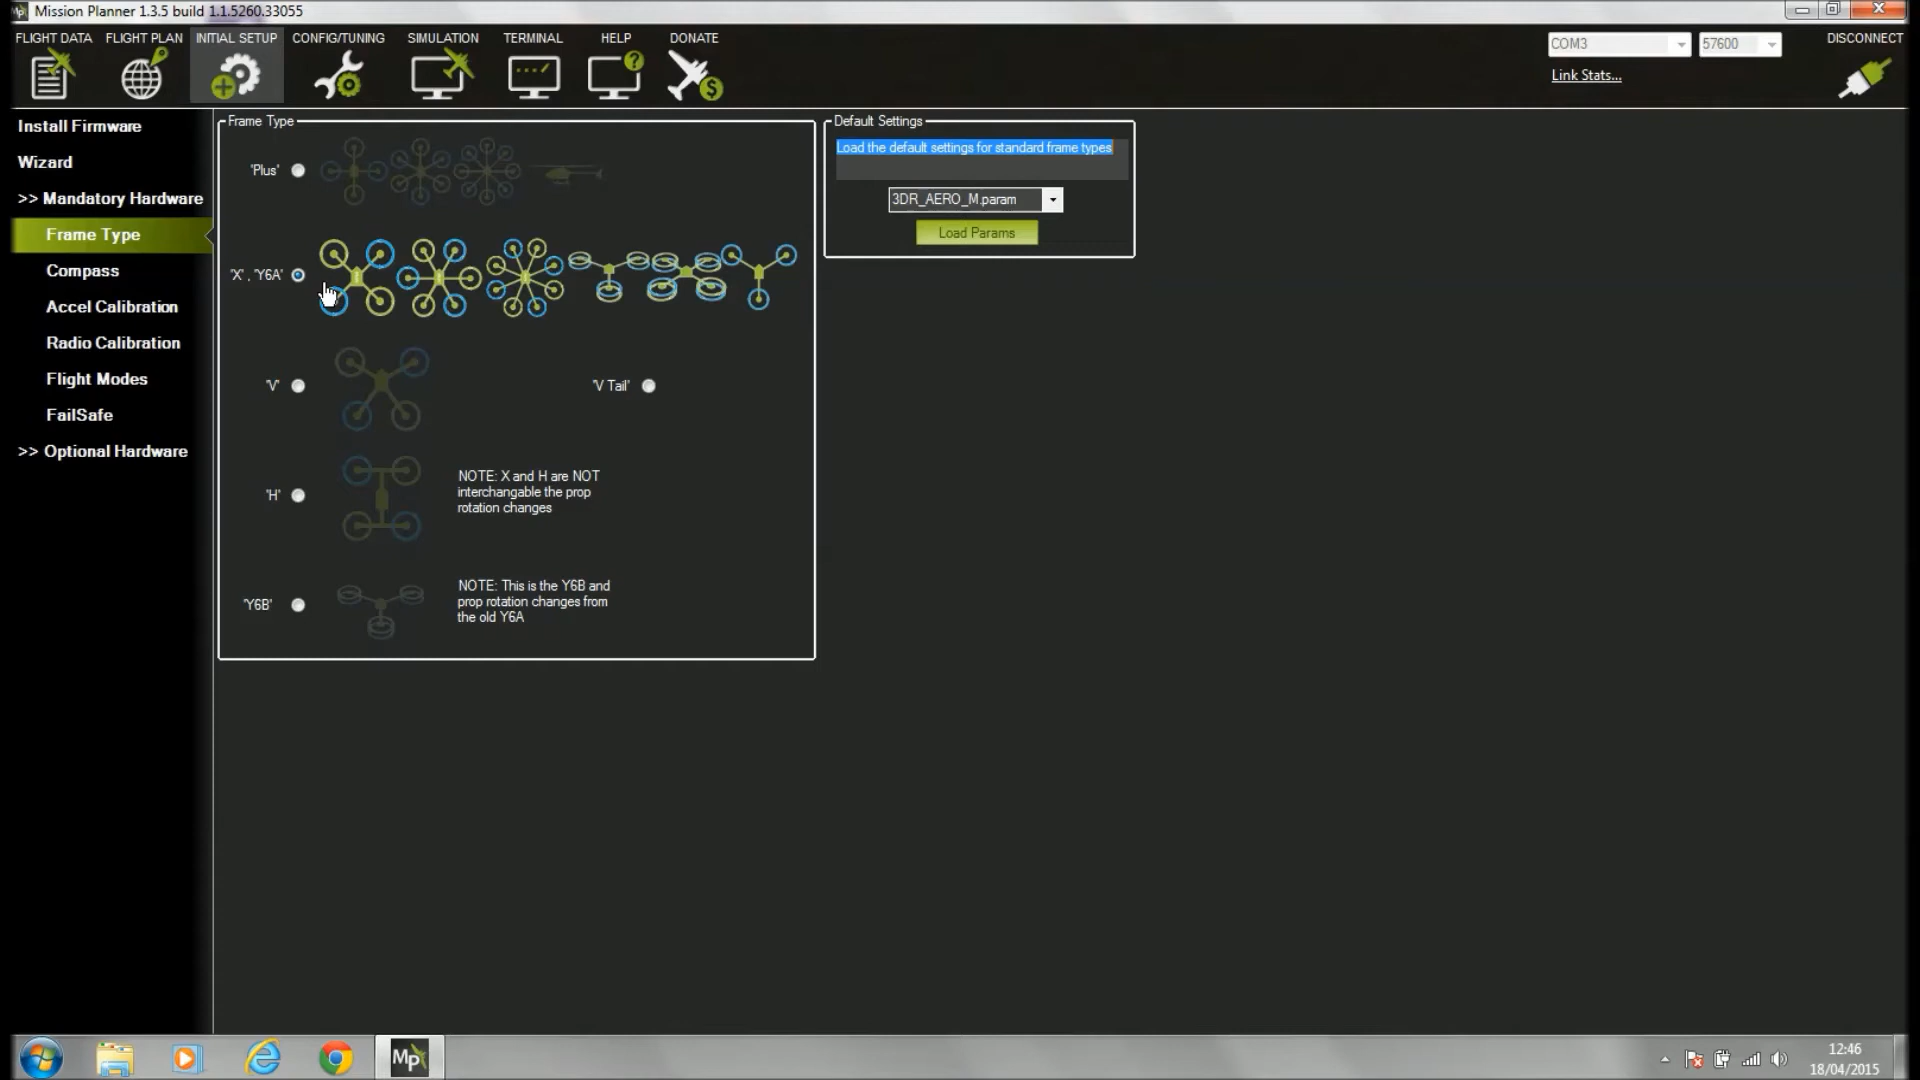 Mission Planner 1.3.5 build 1.1.5260.33055
FLIGHT DATA FLIGHT PLAN INITIAL SETUP CONFIG/TUNING SIMULATION TERMINAL HELP DONATE
COM3 57600 DISCONNECT
Link Stats...
Install Firmware
Wizard
>> Mandatory Hardware
Frame Type
Compass
Accel Calibration
Radio Calibration
Flight Modes
FailSafe
>> Optional Hardware
Frame Type
'Plus'
'X', 'Y6A'
'V'
'V Tail'
'H'
NOTE: X and H are NOT
interchangable the prop
rotation changes
'Y6B'
NOTE: This is the Y6B and
prop rotation changes from
the old Y6A
Default Settings
Load the default settings for standard frame types
3DR_AERO_M.param
Load Params
Mp
12:46
18/04/2015